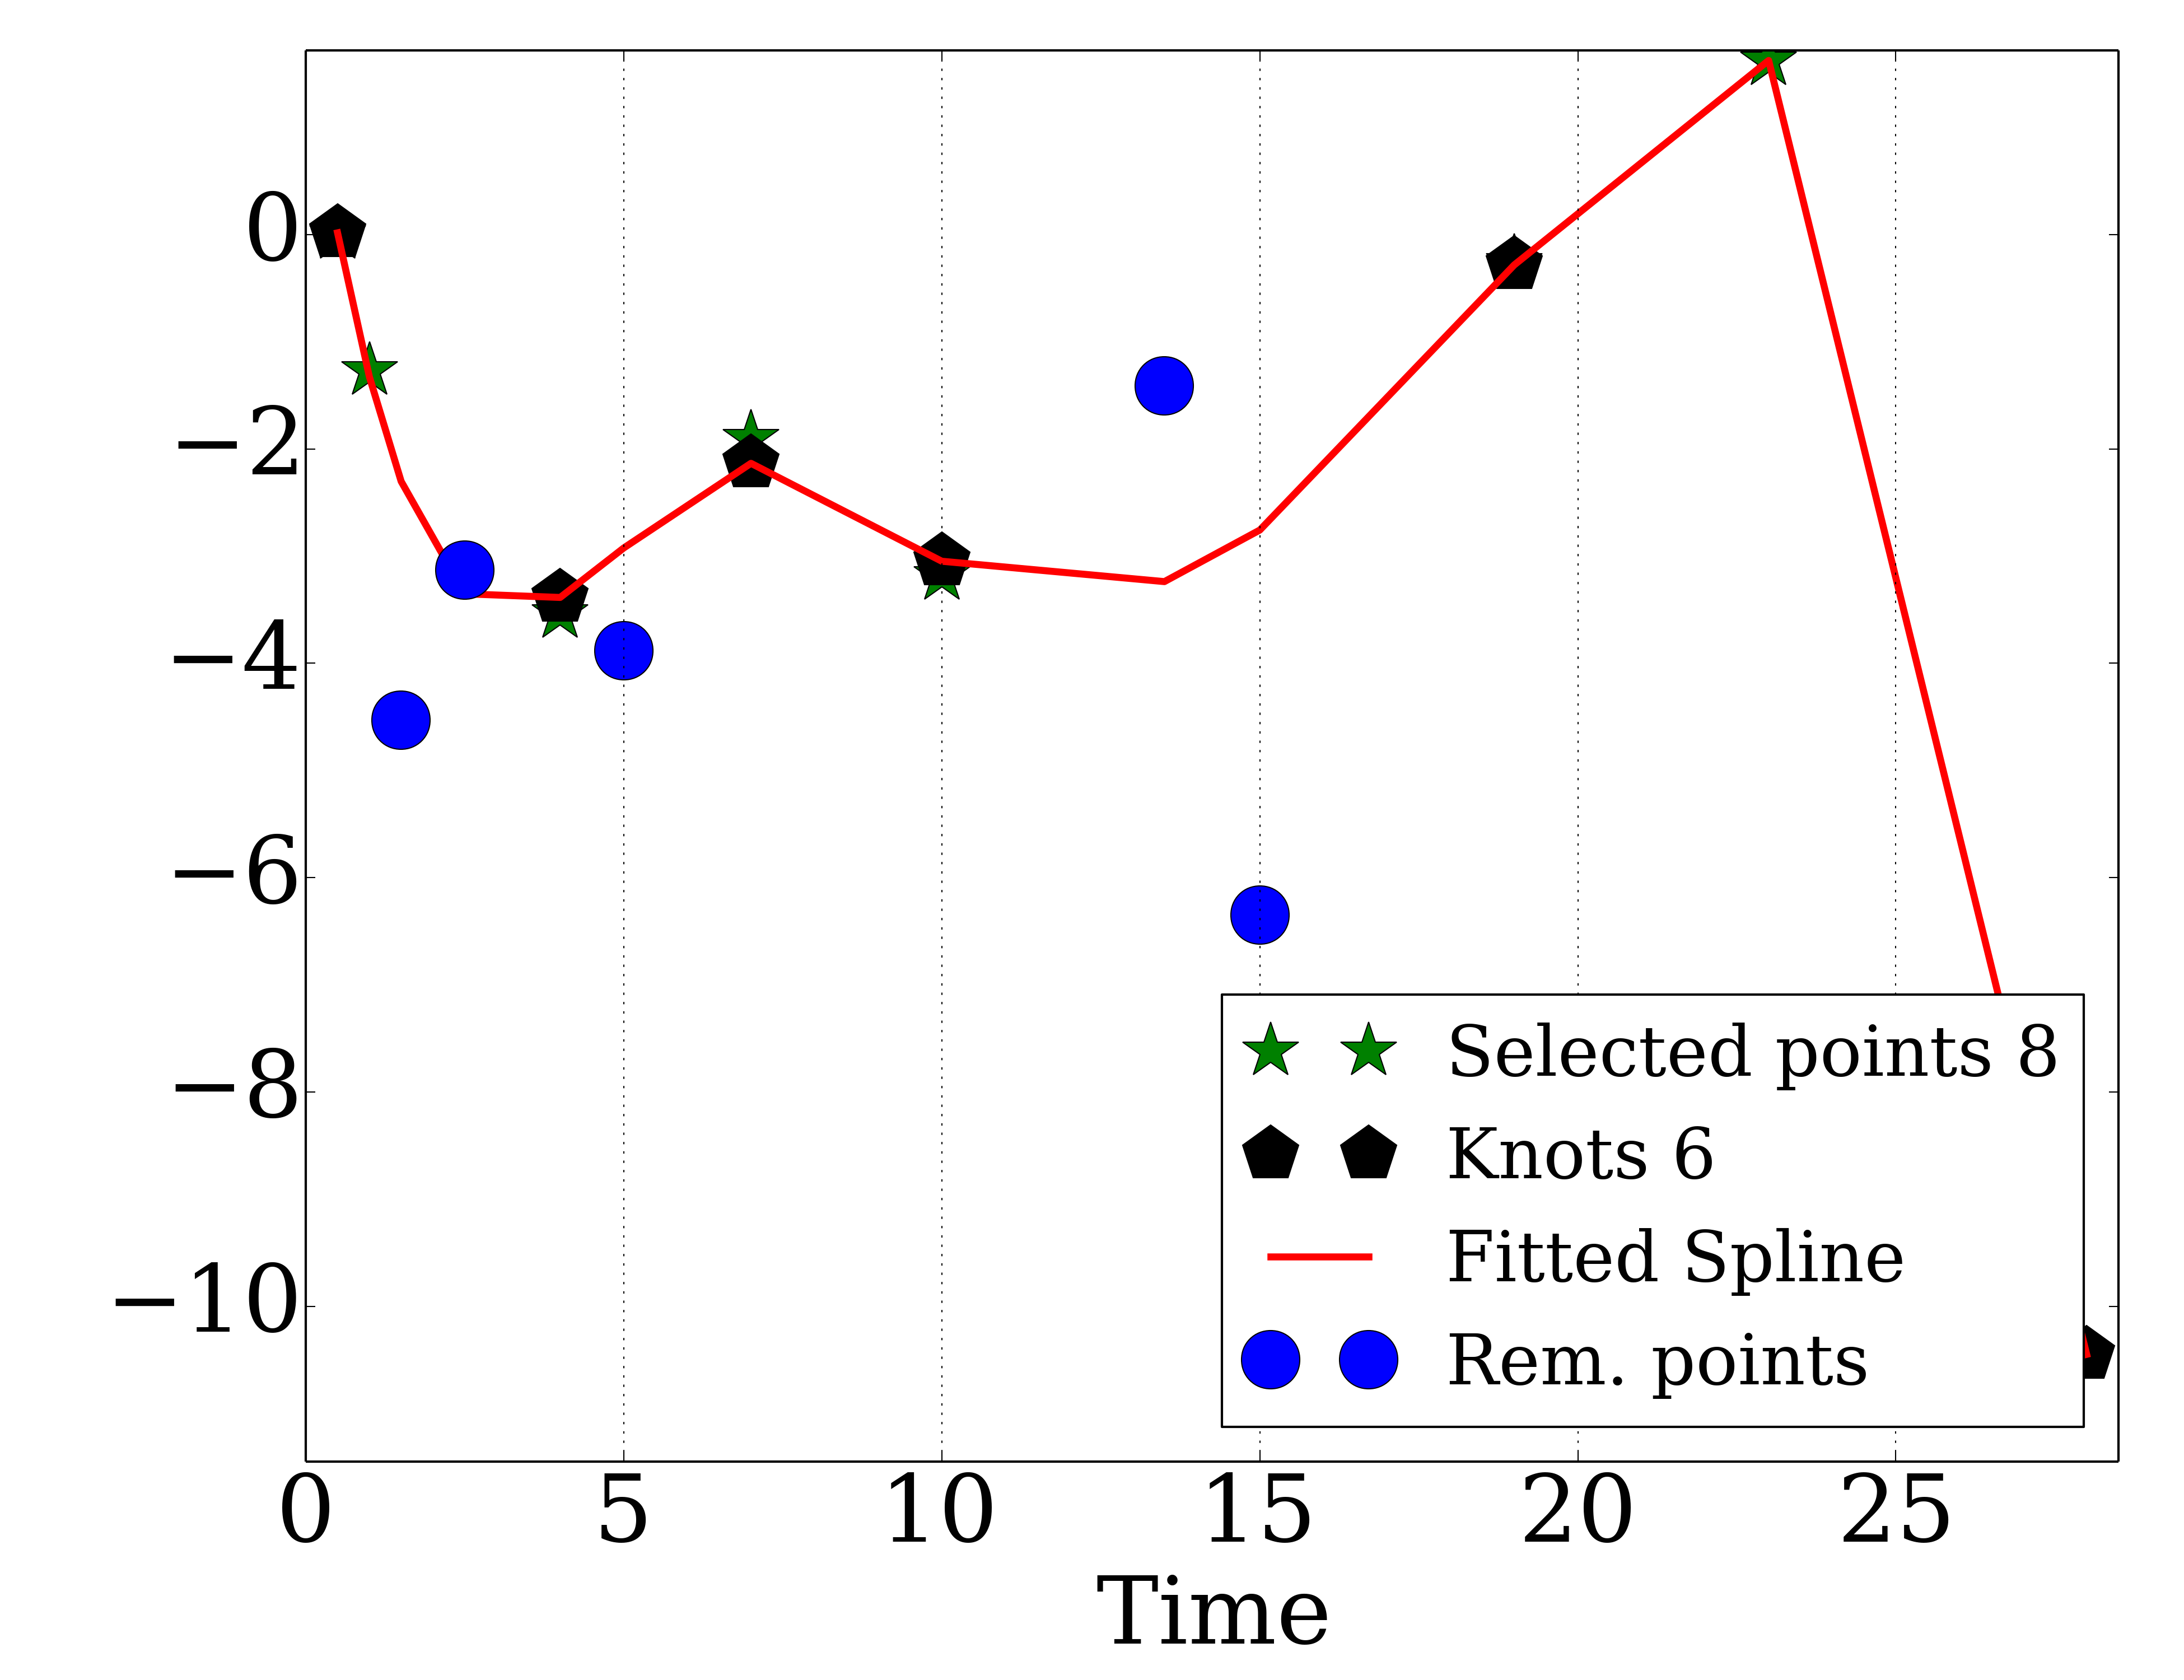 0
−2
−4
−6
−8
−10
0 5 10 15 20 25
Time
Selected points 8
Knots 6
Fitted Spline
Rem. points